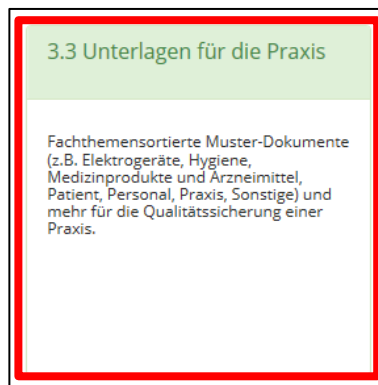 3.3 Unterlagen für die Praxis
Fachthemensortierte Muster-Dokumente
(z.B. Elektrogeräte, Hygiene,
Medizinprodukte und Arzneimittel,
Patient, Personal, Praxis, Sonstige) und
mehr für die Qualitätssicherung einer
Praxis.